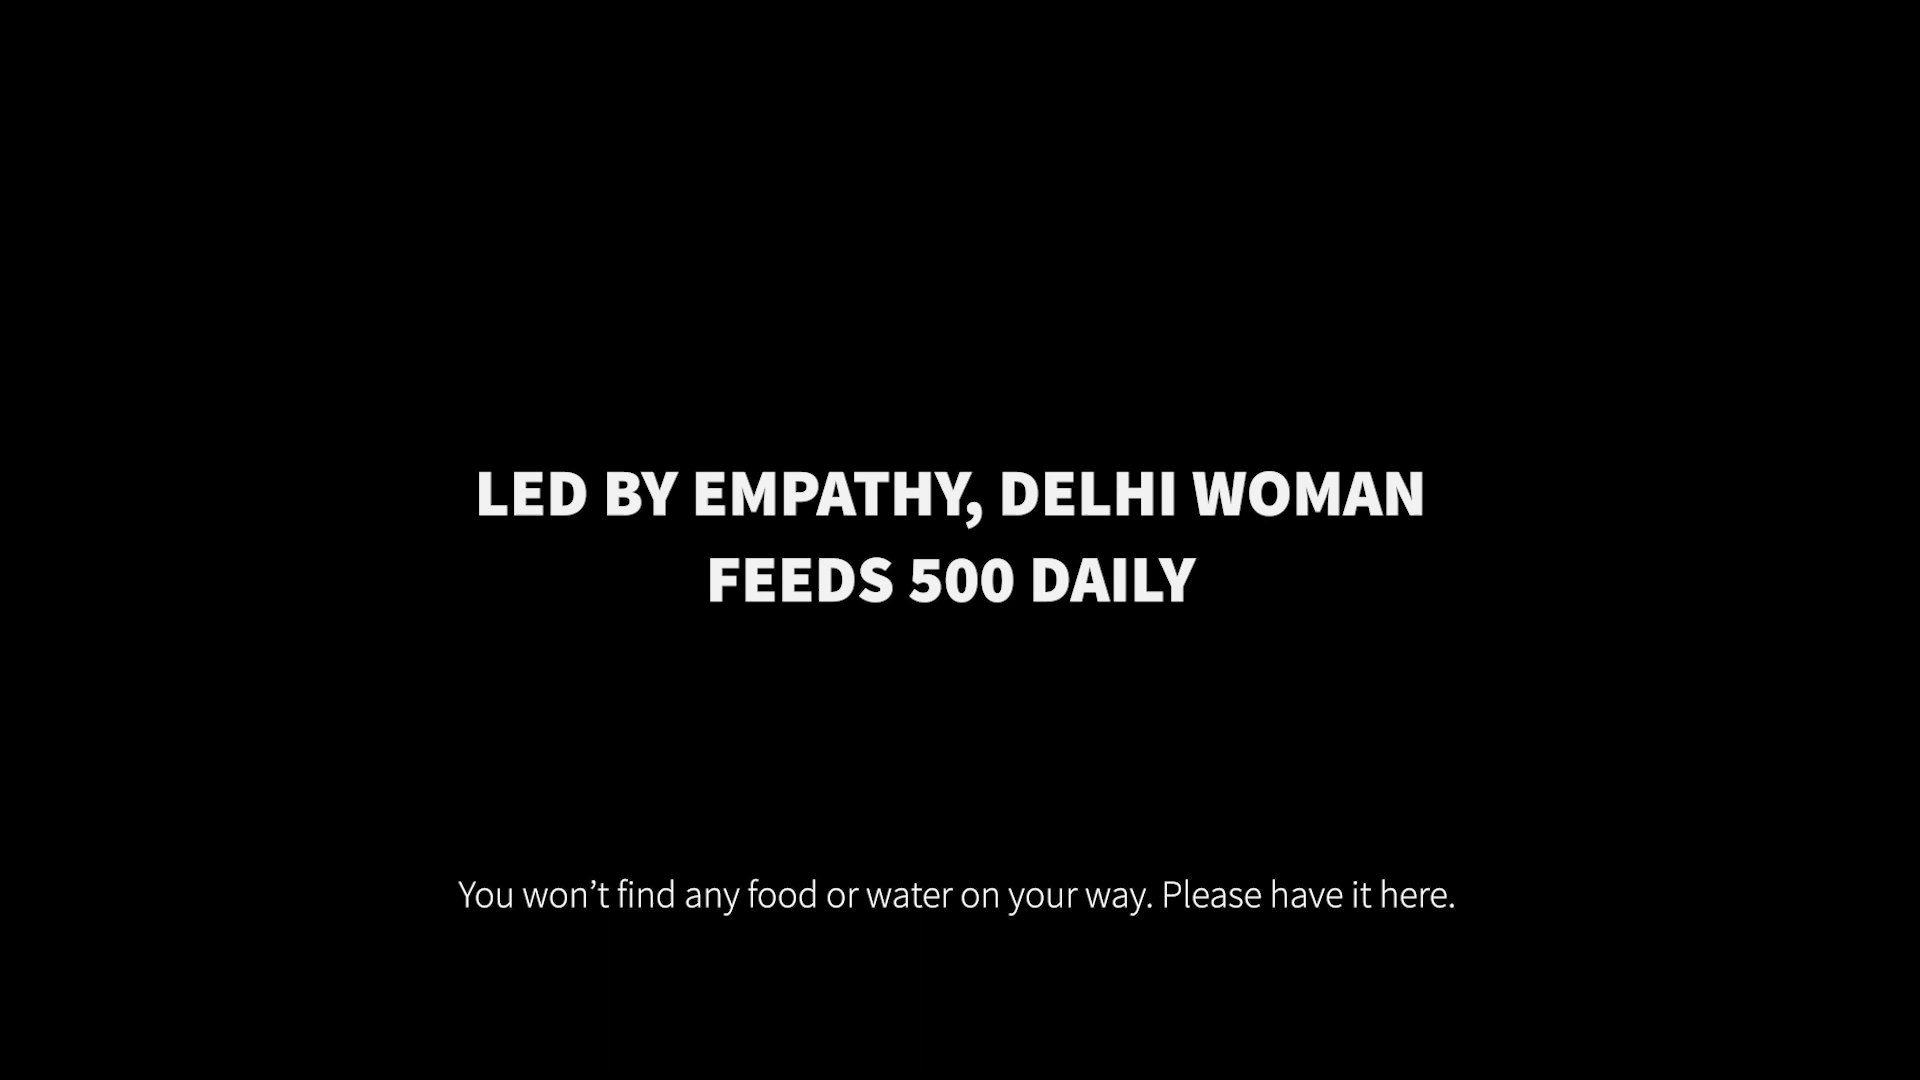 LED BY EMPATHY, DELHI WOMAN
FEEDS 500 DAILY
You won’t find any food or water on your way. Please have it here.